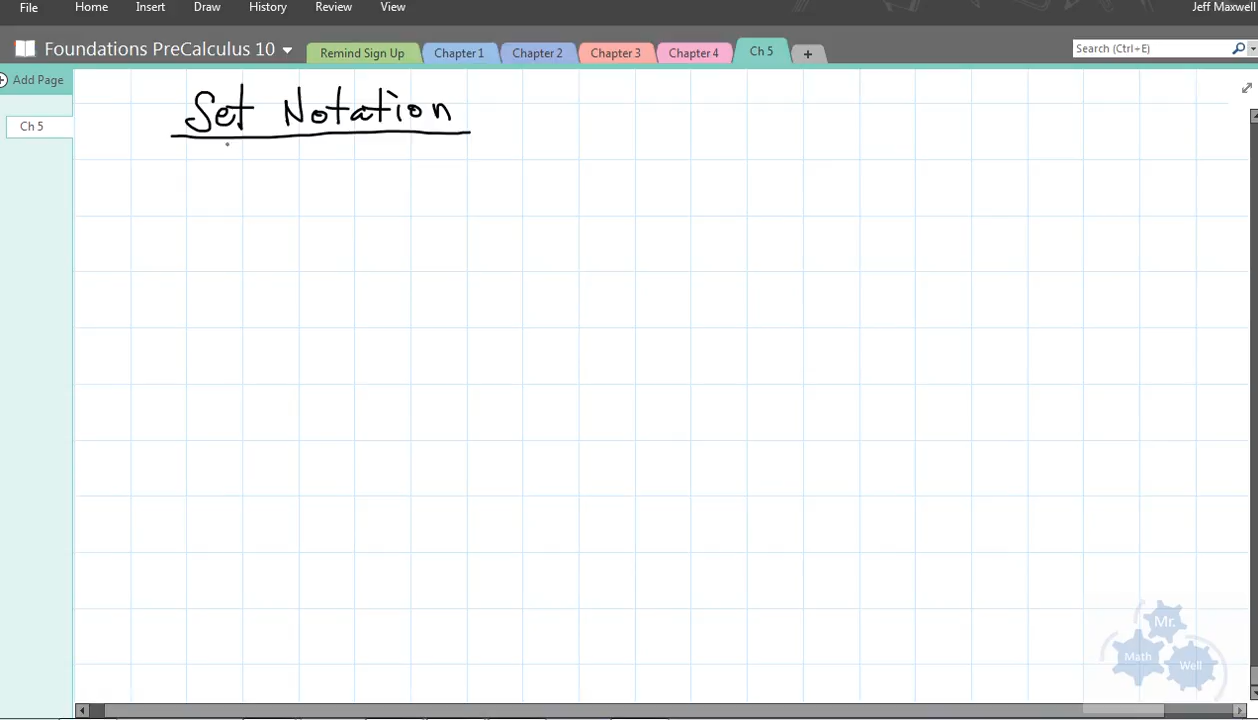 File Home Insert Draw History Review View Jeff Maxwell
Foundations PreCalculus 10 Remind Sign Up Chapter 1 Chapter 2 Chapter 3 Chapter 4 Ch 5 + Search (Ctrl+E)
+ Add Page
Set Notation
Ch 5
Mr.
Math Well